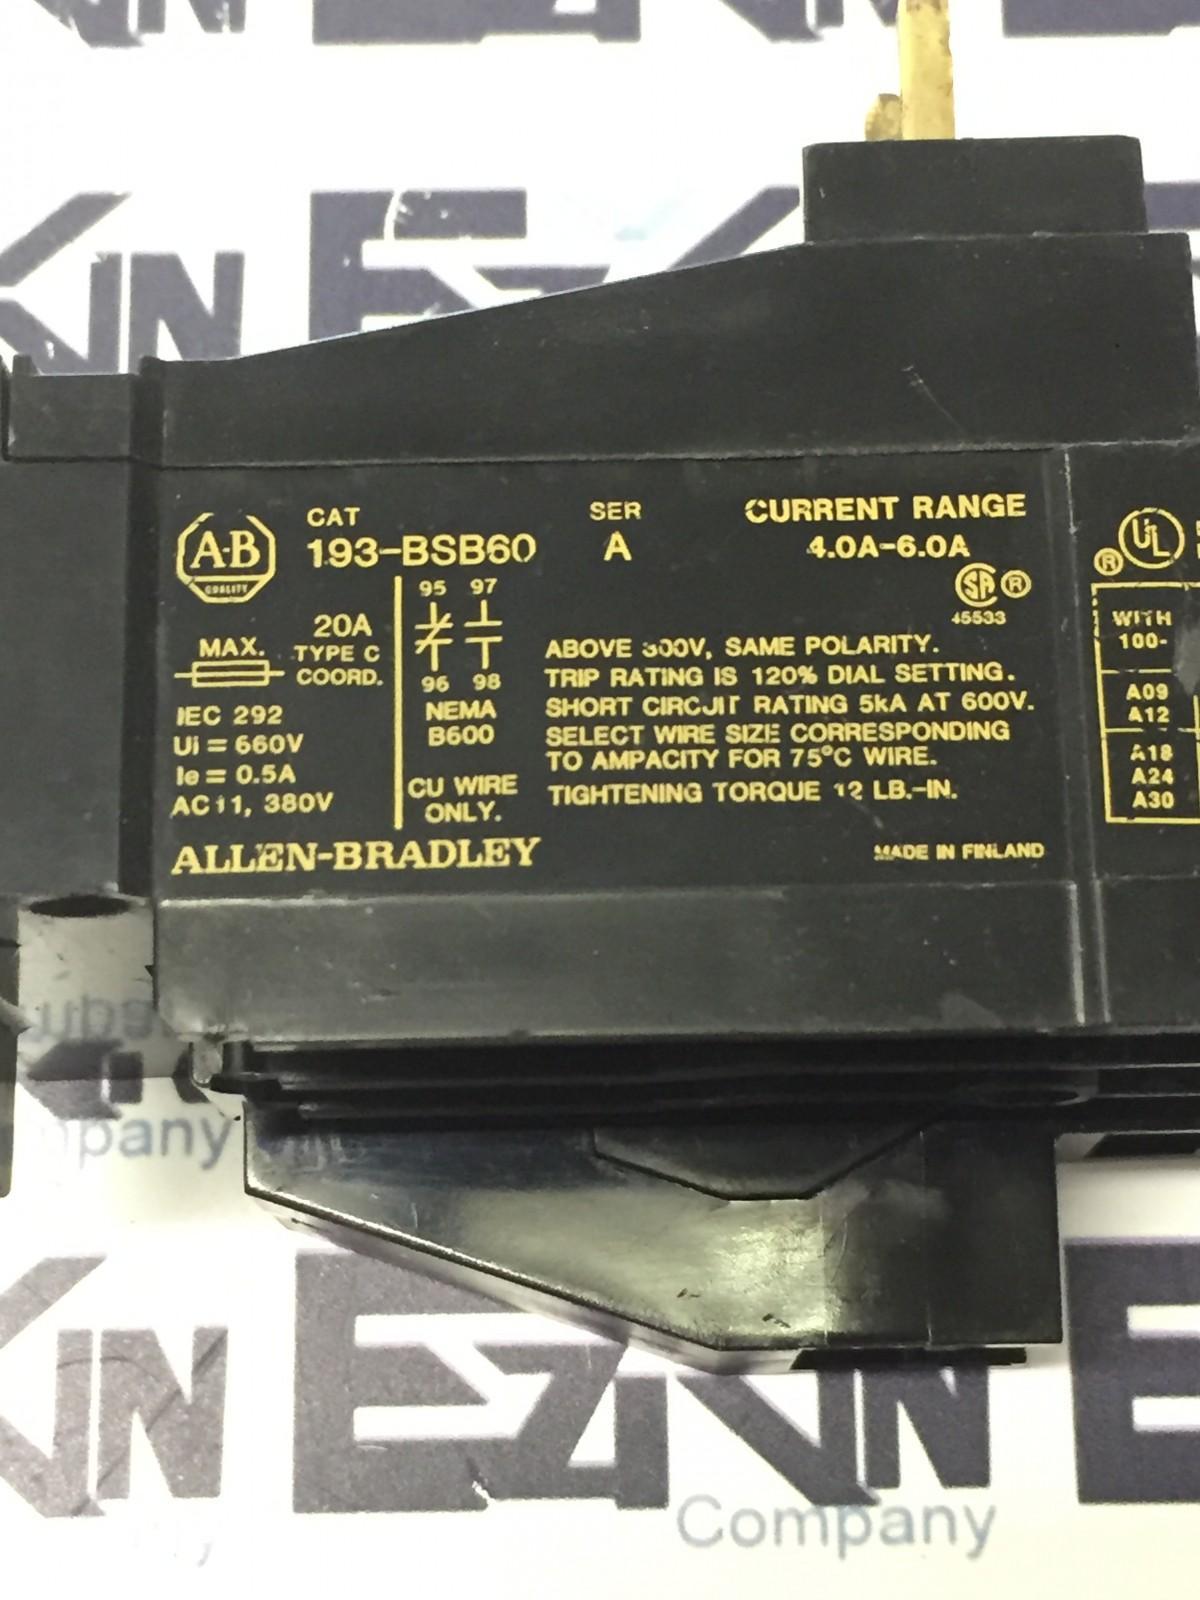 A-B
QUALITY
CAT
193-BSB60
SER
A
CURRENT RANGE
4.0A-6.0A
SA ®
45533
MAX.
20A
TYPE C
COORD.
IEC 292
Ui = 660V
Ie = 0.5A
AC11, 380V
95 97
96 98
NEMA
B600
CU WIRE
ONLY.
ABOVE 300V, SAME POLARITY.
TRIP RATING IS 120% DIAL SETTING.
SHORT CIRCUIT RATING 5kA AT 600V.
SELECT WIRE SIZE CORRESPONDING
TO AMPACITY FOR 75°C WIRE.
TIGHTENING TORQUE 12 LB.-IN.
ALLEN-BRADLEY
MADE IN FINLAND
® UL
WITH
100-
A09
A12
A18
A24
A30
Company